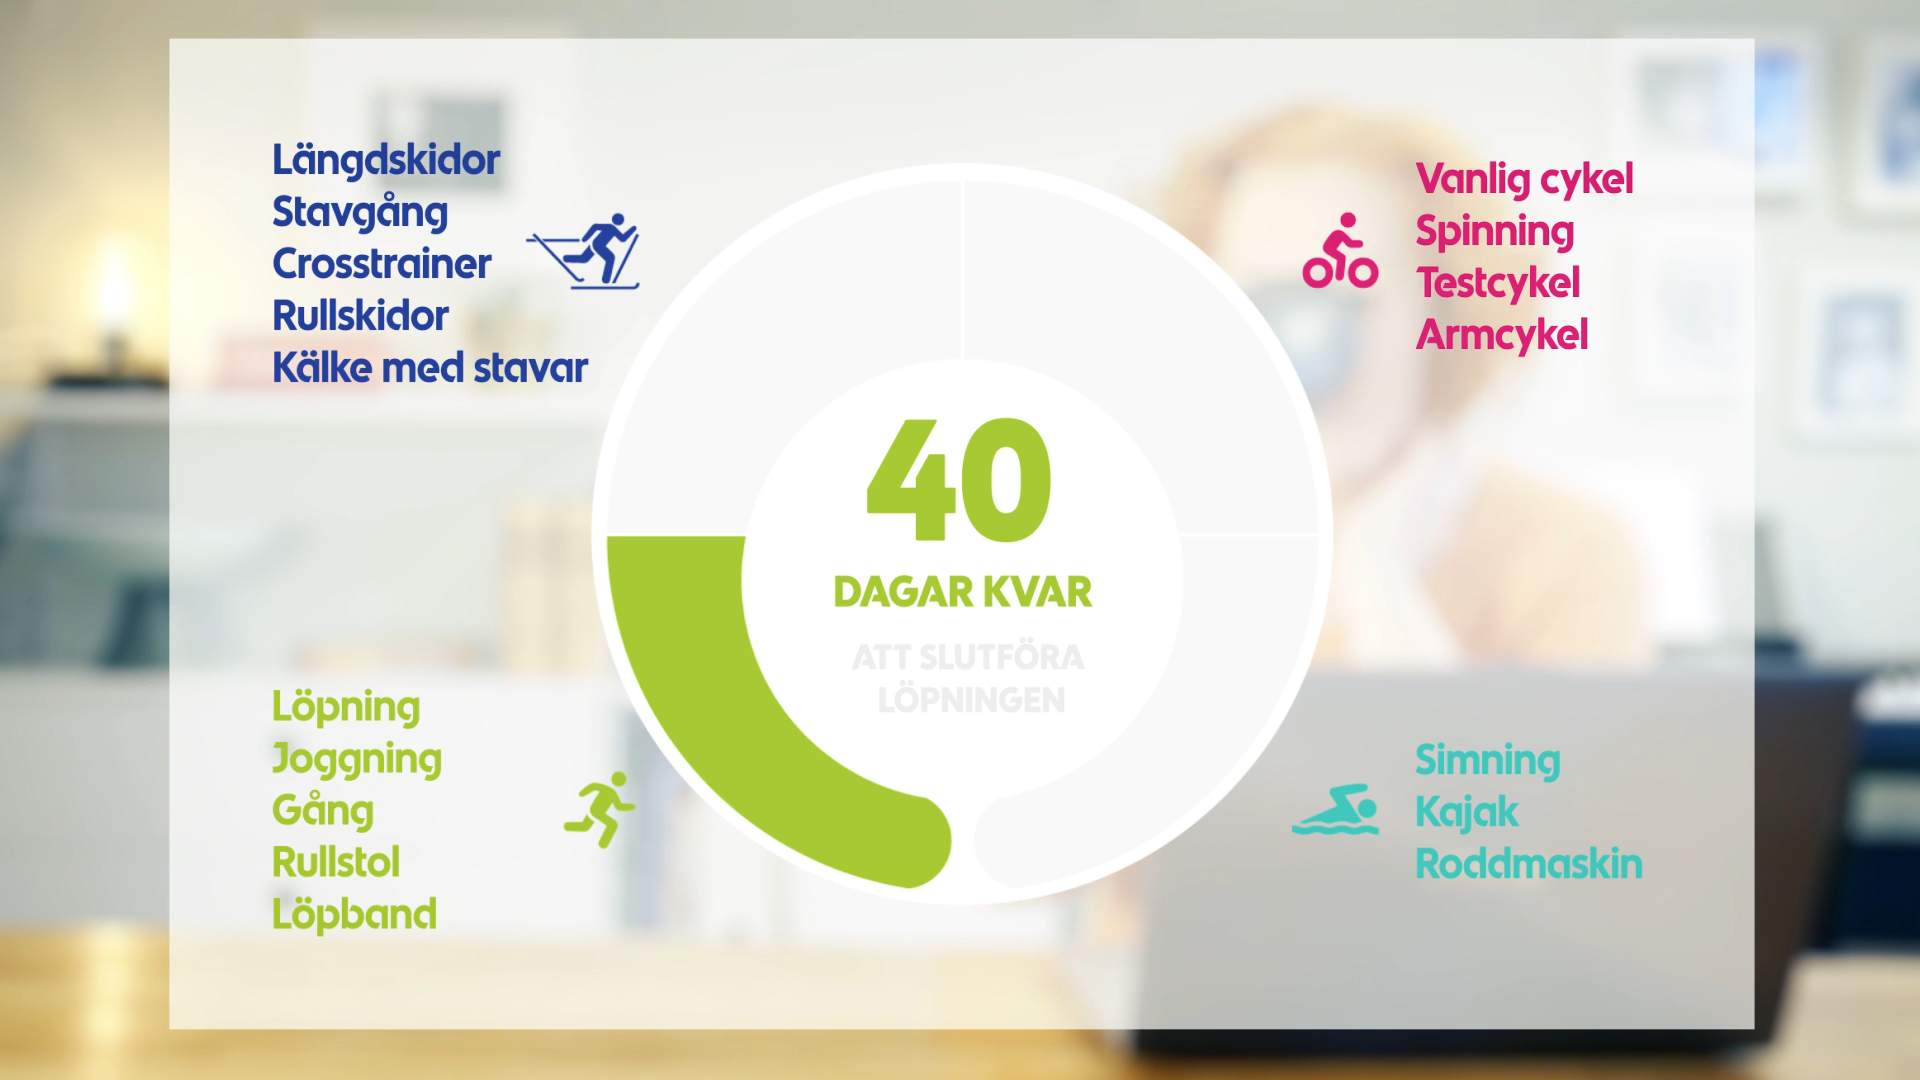 Längdskidor
Stavgång
Crosstrainer
Rullskidor
Kälke med stavar
Vanlig cykel
Spinning
Testcykel
Armcykel
40
DAGAR KVAR
ATT SLUTFÖRA
LÖPNINGEN
Löpning
Joggning
Gång
Rullstol
Löpband
Simning
Kajak
Roddmaskin